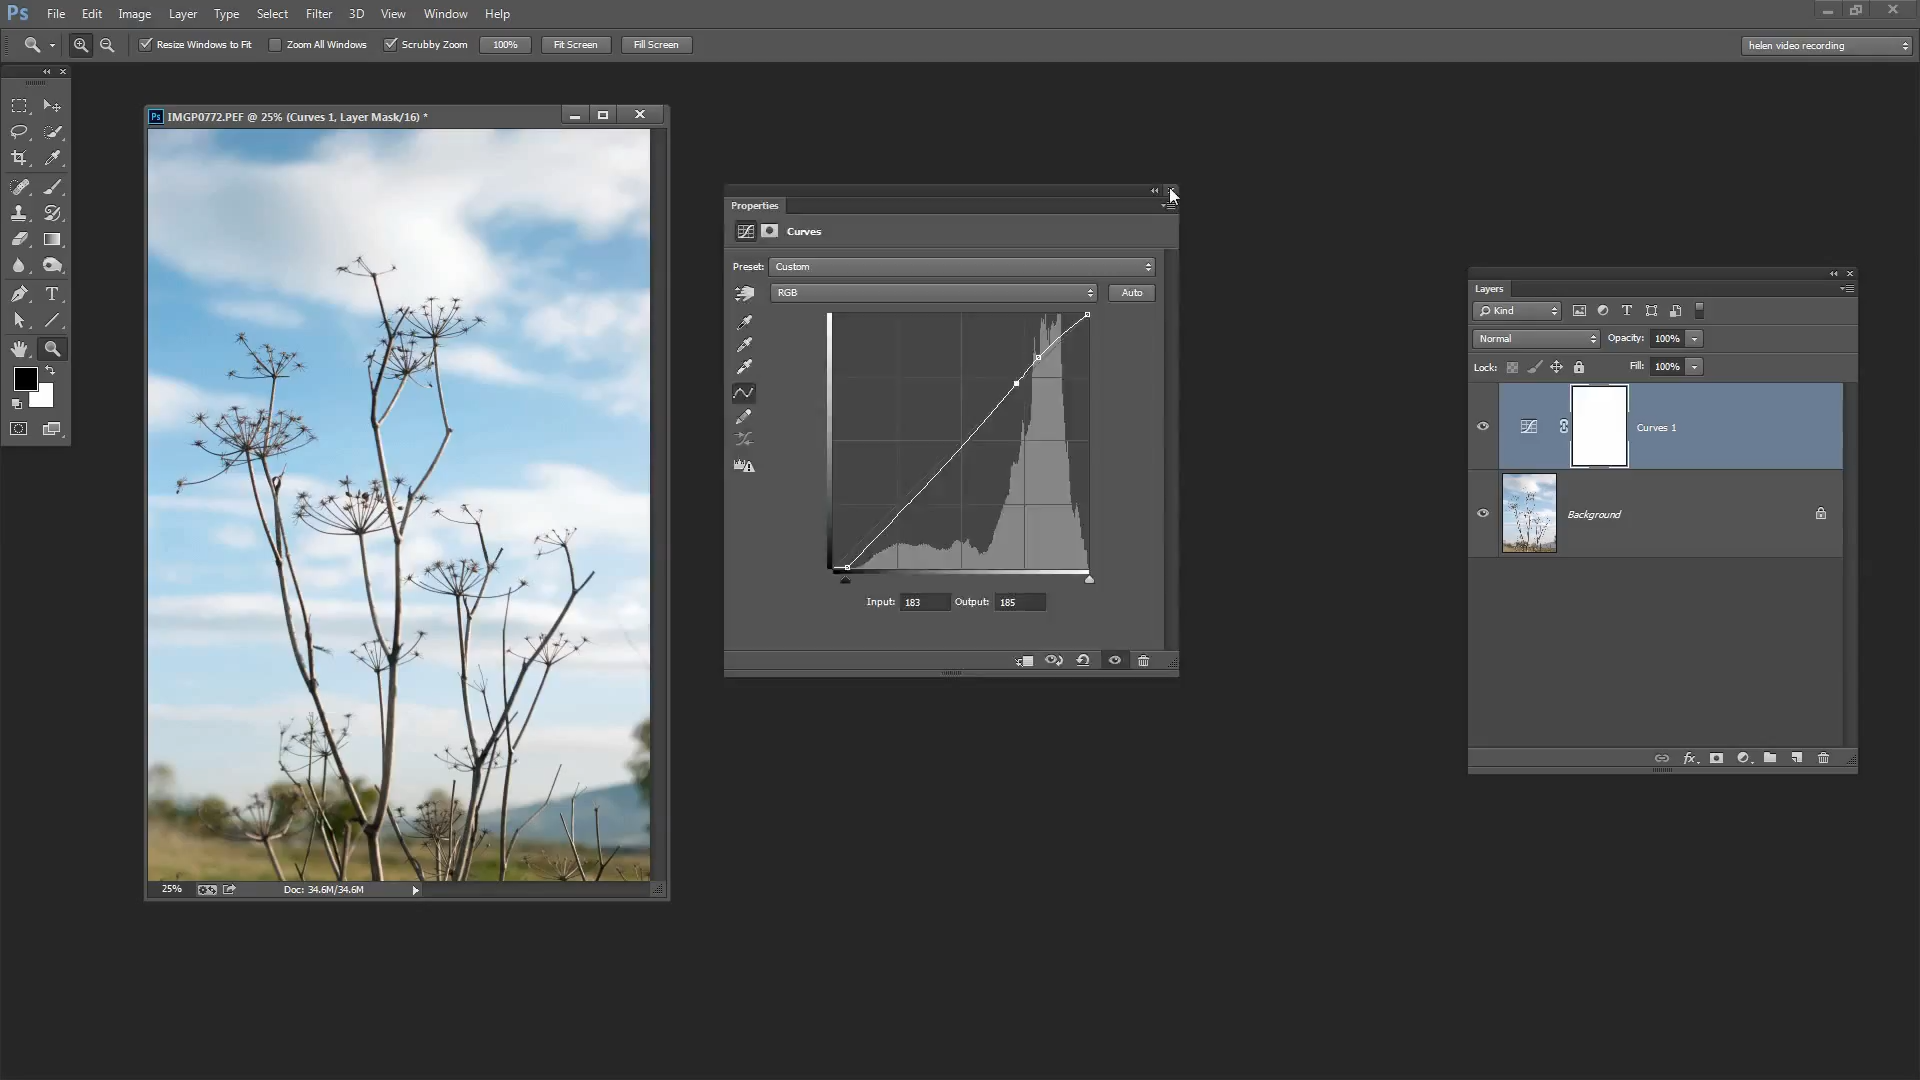 Ps File Edit Image Layer Type Select Filter 3D View Window Help
Resize Windows to Fit Zoom All Windows Scrubby Zoom 100% Fit Screen Fill Screen helen video recording
Ps IMGP0772.PEF @ 25% (Curves 1, Layer Mask/16) *
25% Doc: 34.6M/34.6M
Properties
Curves
Preset: Custom
RGB Auto
Input: 183 Output: 185
Layers
Kind
Normal Opacity: 100%
Lock: Fill: 100%
Curves 1
Background